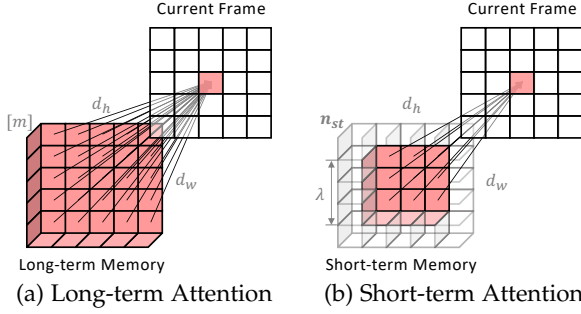 Current Frame
d_h
[m]
d_w
Long-term Memory
(a) Long-term Attention
Current Frame
d_h
n_st
d_w
λ
Short-term Memory
(b) Short-term Attention